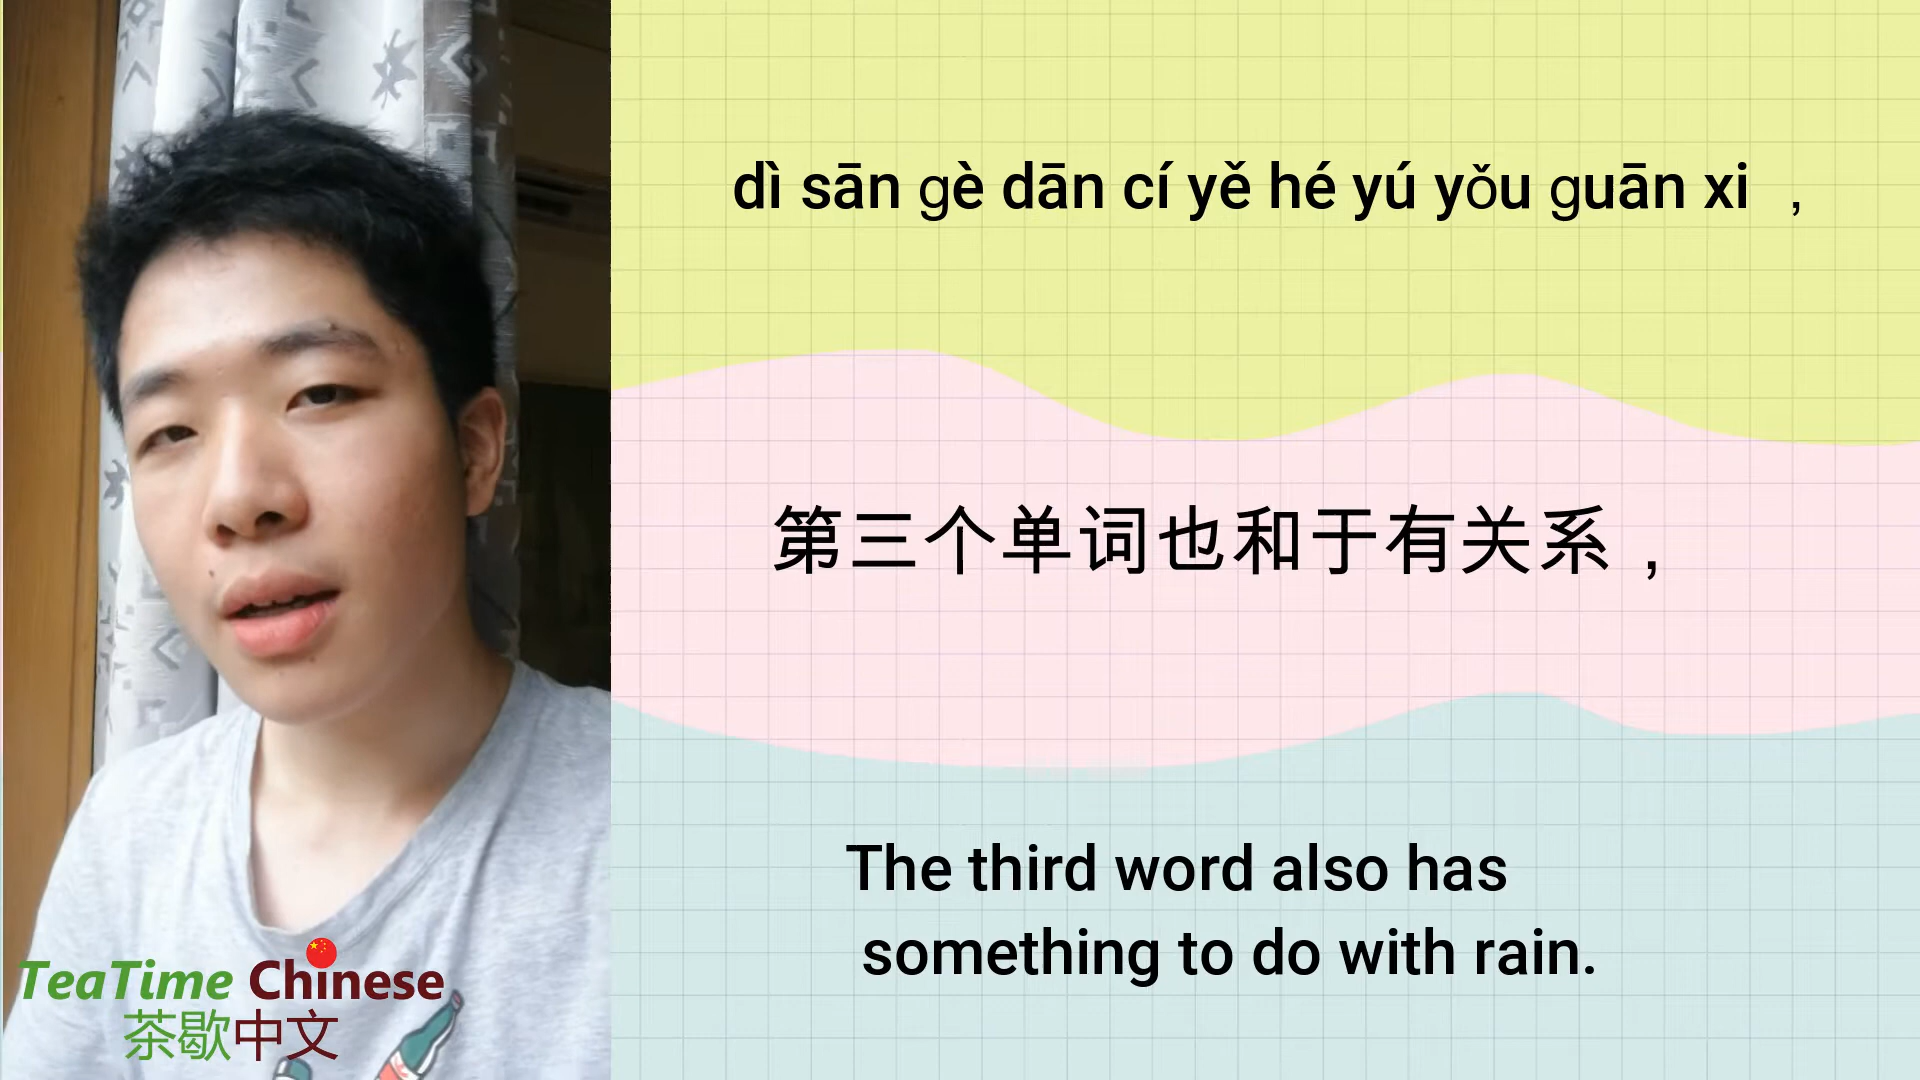 dì sān gè dān cí yě hé yú yǒu guān xi ，
第三个单词也和于有关系，
The third word also has
something to do with rain.
TeaTime Chinese
茶歇中文